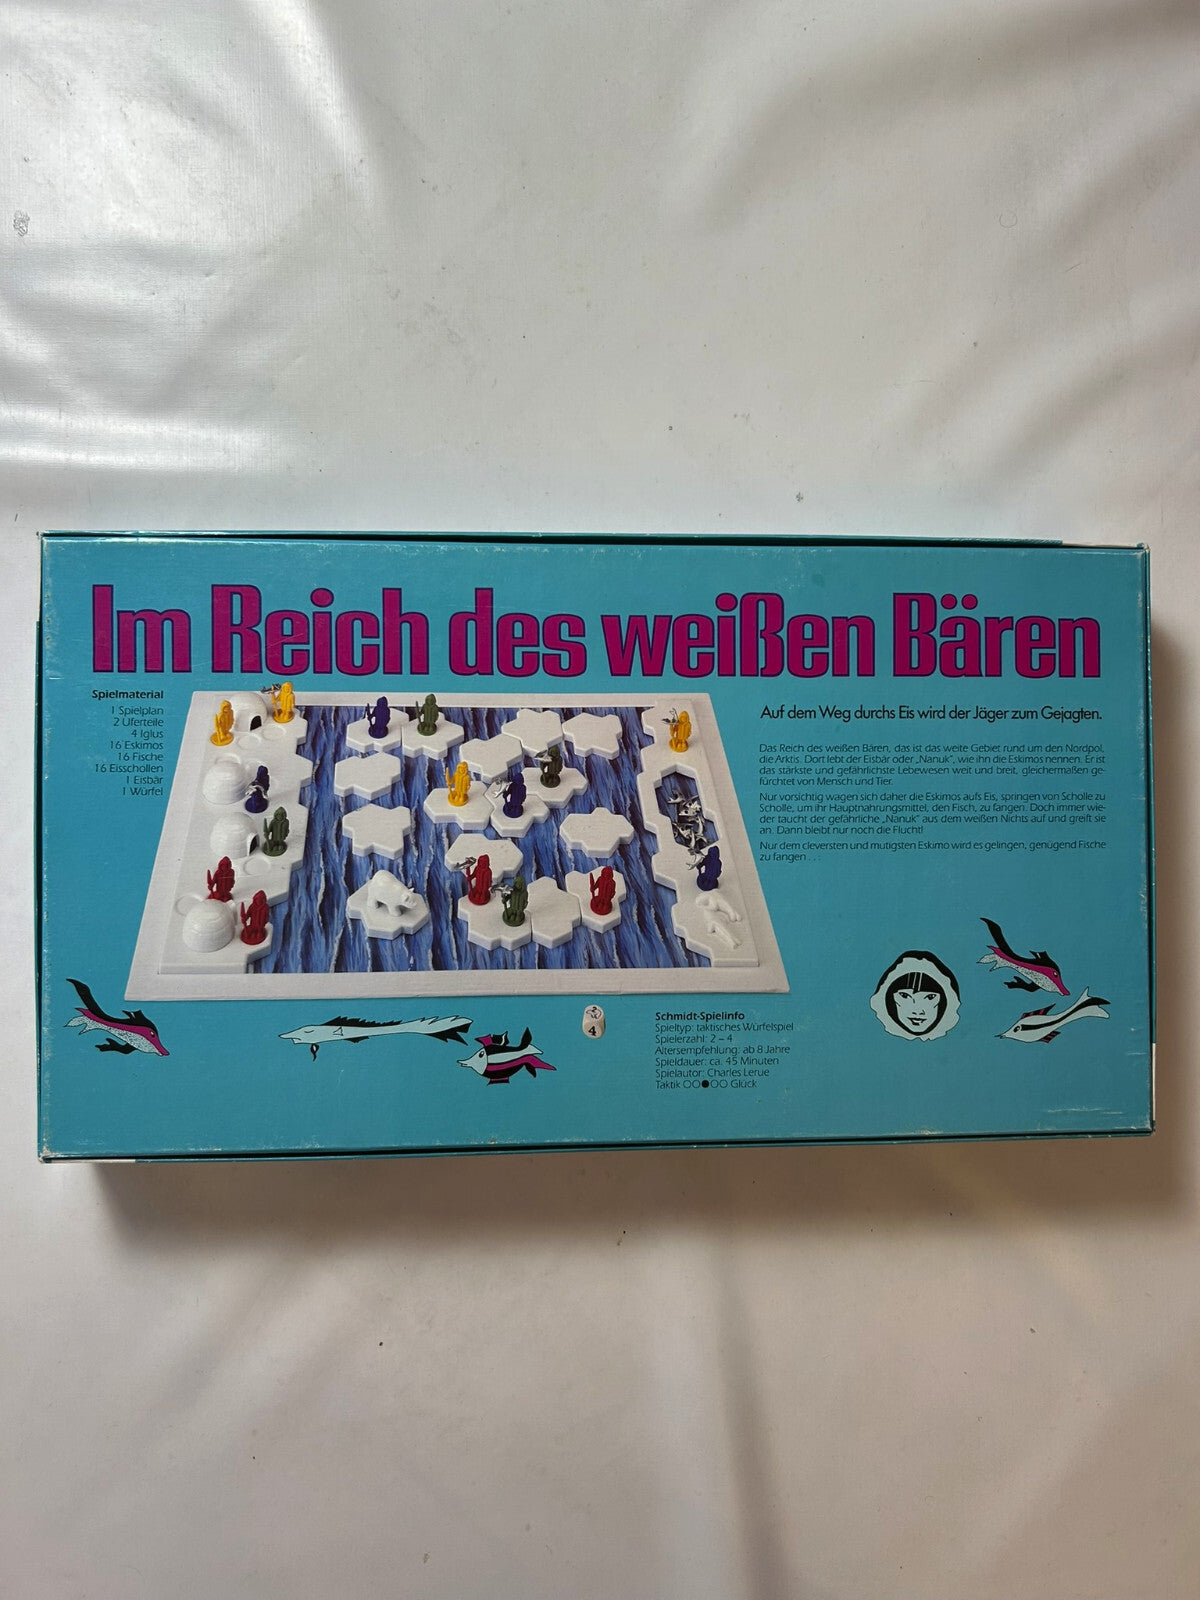 Im Reich des weißen Bären
Spielmaterial
1 Spielplan
2 Uferteile
4 Iglus
16 Eskimos
16 Fische
16 Eisschollen
1 Eisbär
1 Würfel
Auf dem Weg durchs Eis wird der Jäger zum Gejagten.
Das Reich des weißen Bären, das ist das weite Gebiet rund um den Nordpol,
die Arktis. Dort lebt der Eisbär oder „Nanuk", wie ihn die Eskimos nennen. Er ist
das stärkste und gefährlichste Lebewesen weit und breit, gleichermaßen ge-
fürchtet von Mensch und Tier.
Nur vorsichtig wagen sich daher die Eskimos aufs Eis, springen von Scholle zu
Scholle, um ihr Hauptnahrungsmittel, den Fisch, zu fangen. Doch immer wie-
der taucht der gefährliche „Nanuk" aus dem weißen Nichts auf und greift sie
an. Dann bleibt nur noch die Flucht!
Nur dem cleversten und mutigsten Eskimo wird es gelingen, genügend Fische
zu fangen . . .
4
Schmidt-Spielinfo
Spieltyp: taktisches Würfelspiel
Spielerzahl: 2 – 4
Altersempfehlung: ab 8 Jahre
Spieldauer: ca. 45 Minuten
Spielautor: Charles Lerue
Taktik ○○●○○ Glück